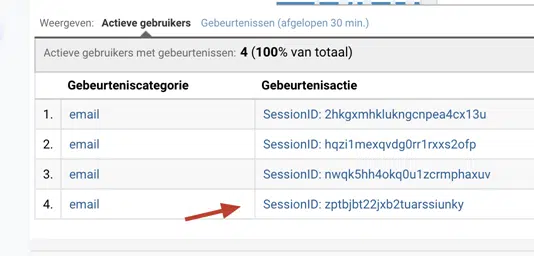 Weergeven: Actieve gebruikers Gebeurtenissen (afgelopen 30 min.)
Actieve gebruikers met gebeurtenissen: 4 (100% van totaal)
Gebeurteniscategorie Gebeurtenisactie
1. email SessionID: 2hkgxmhklukngcnpea4cx13u
2. email SessionID: hqzi1mexqvdg0rr1rxxs2ofp
3. email SessionID: nwqk5hh4okq0u1zcrmphaxuv
4. email SessionID: zptbjbt22jxb2tuarssiunky